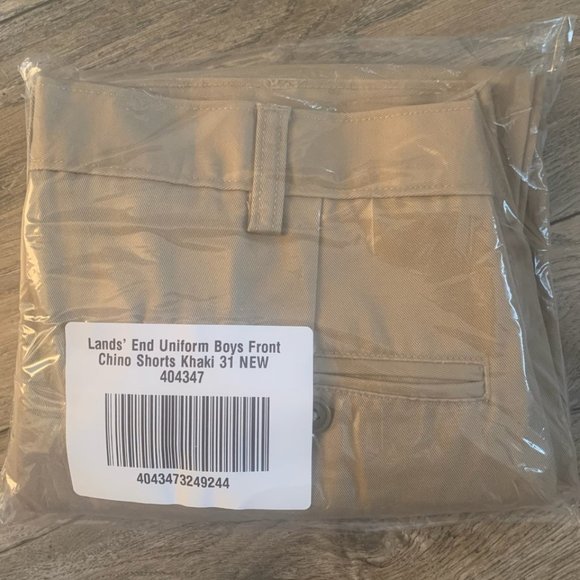 Lands' End Uniform Boys Front
Chino Shorts Khaki 31 NEW
404347
4043473249244